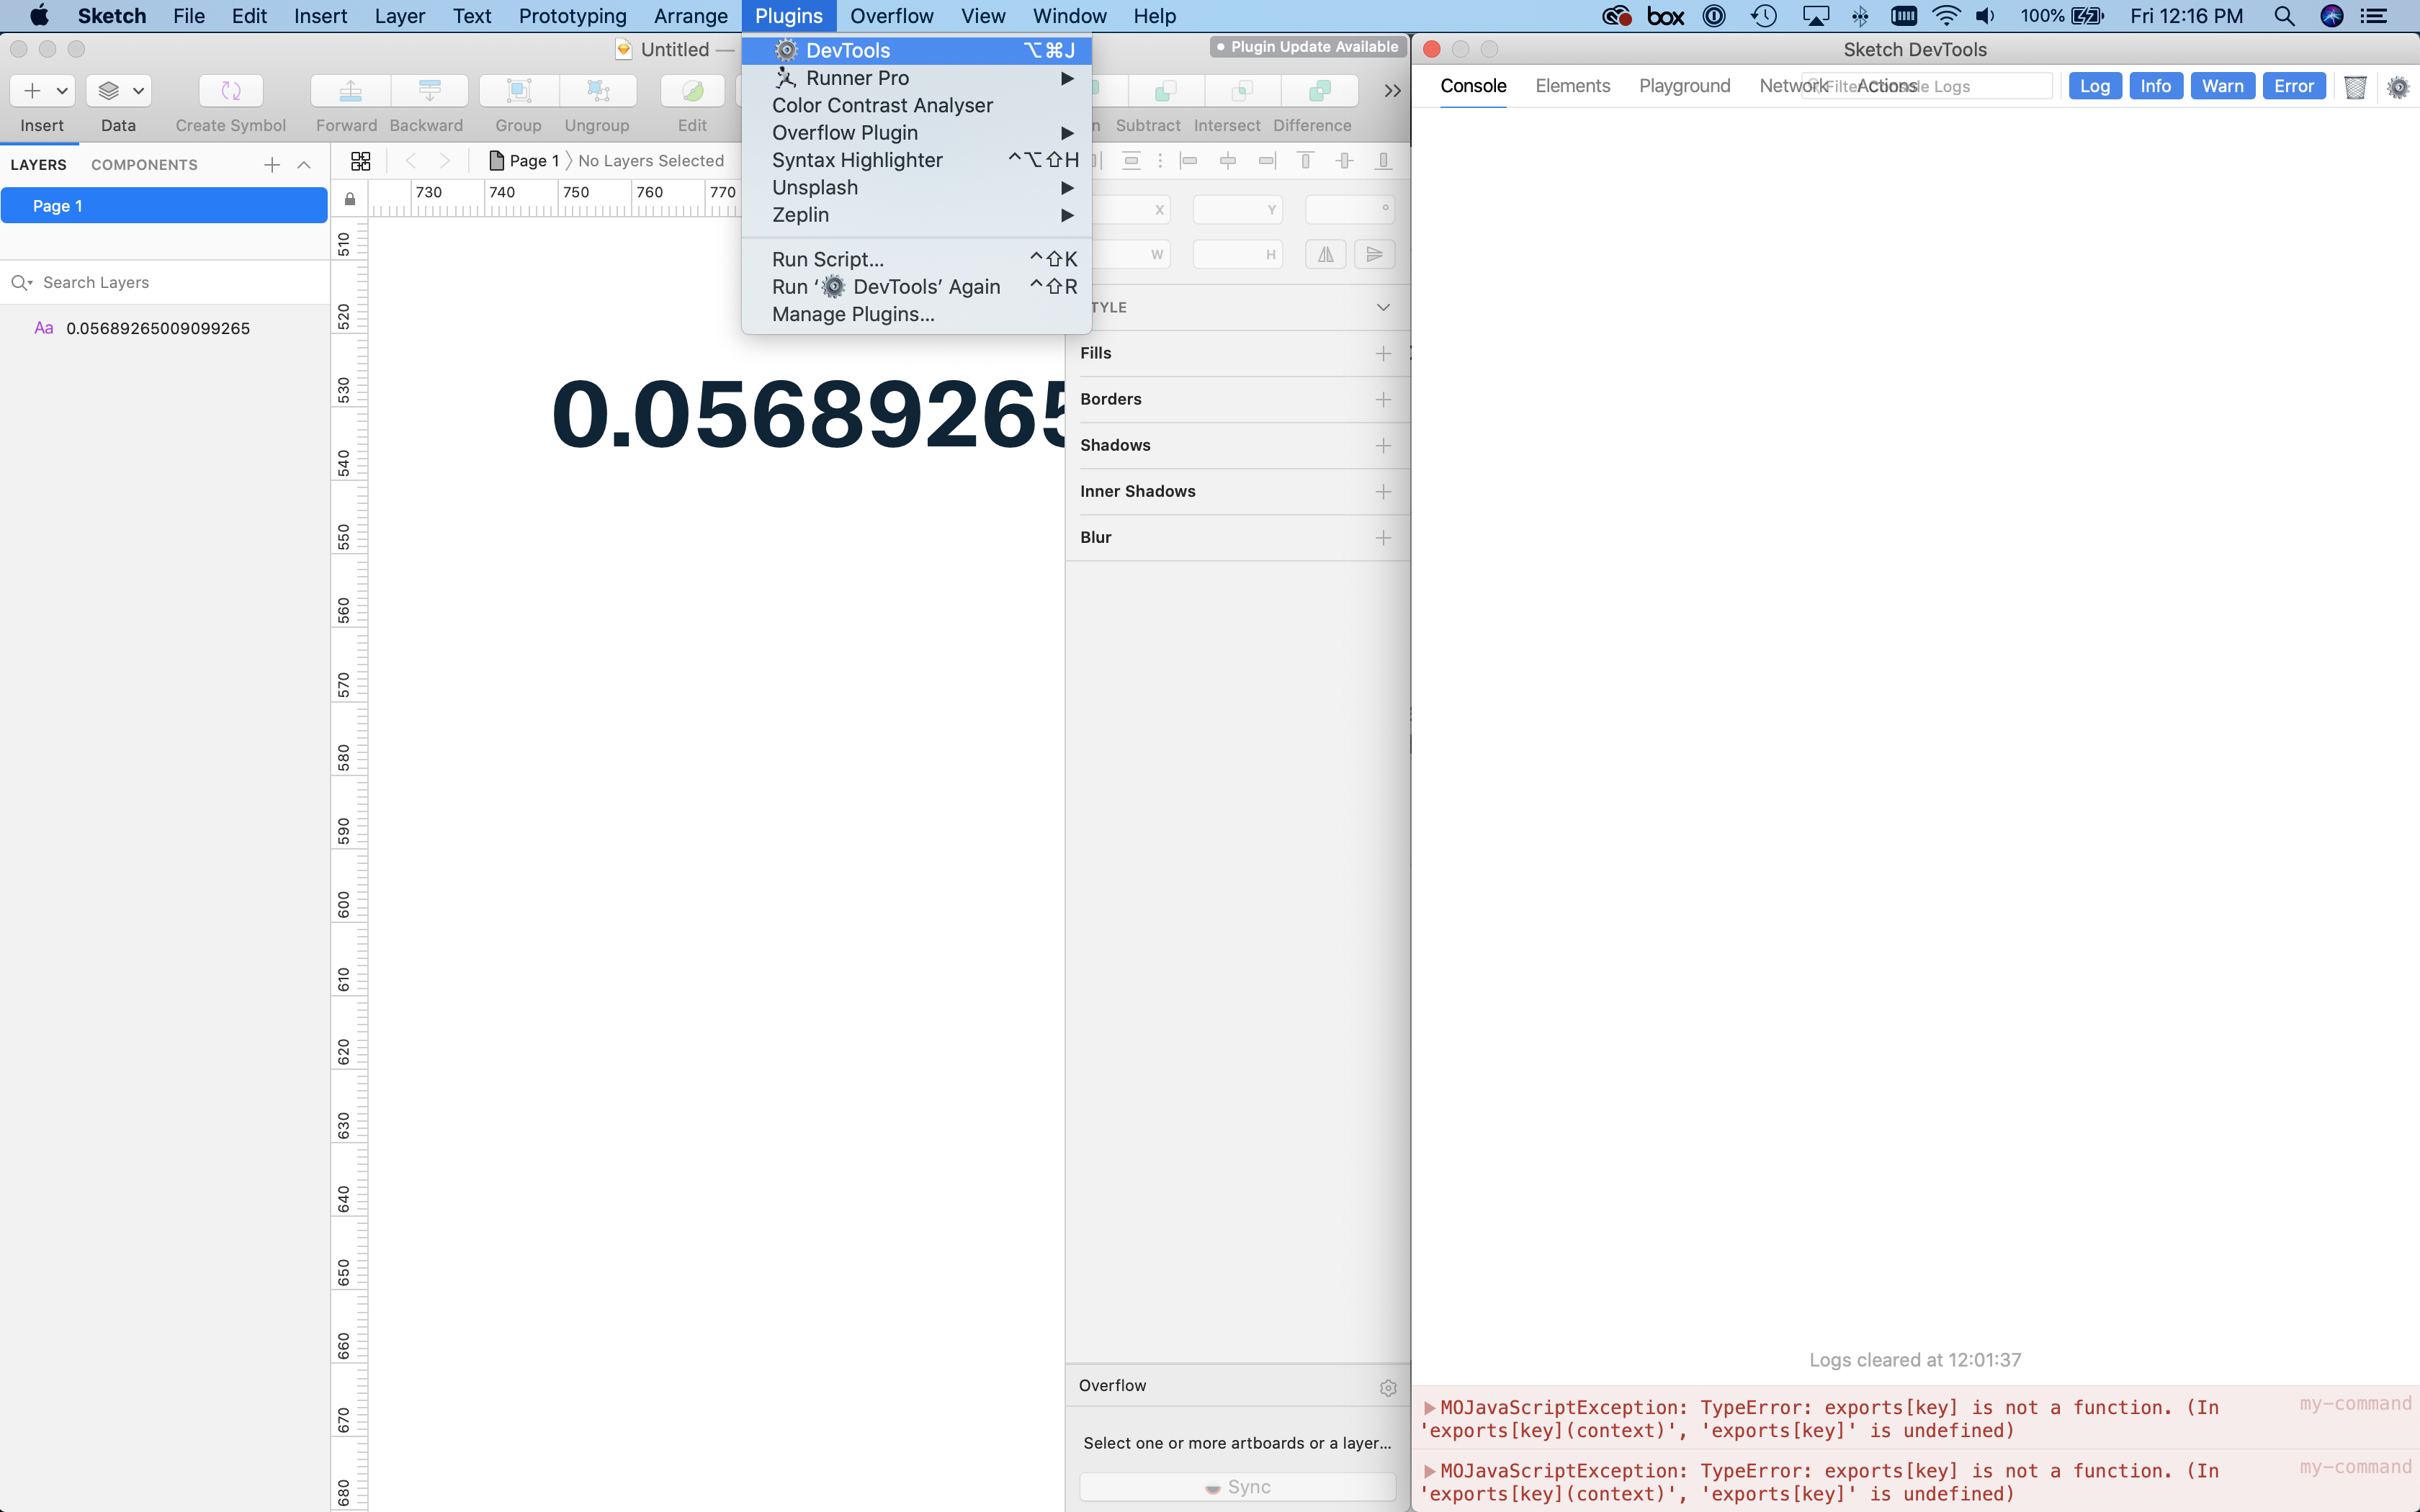 Sketch File Edit Insert Layer Text Prototyping Arrange Plugins Overflow View Window Help box 100% Fri 12:16 PM
Untitled —
Plugin Update Available
Insert Data Create Symbol Forward Backward Group Ungroup Edit Subtract Intersect Difference
LAYERS COMPONENTS
Page 1
Search Layers
Aa 0.05689265009099265
Page 1 No Layers Selected
730 740 750 760 770
510
520
530
540
550
560
570
580
590
600
610
620
630
640
650
660
670
680
DevTools ⌥⌘J
Runner Pro ▶
Color Contrast Analyser
Overflow Plugin ▶
Syntax Highlighter ^⌥⇧H
Unsplash ▶
Zeplin ▶
Run Script... ^⇧K
Run ‘⚙ DevTools’ Again ^⇧R
Manage Plugins...
0.0568926
X Y °
W H
TYLE
Fills
Borders
Shadows
Inner Shadows
Blur
Overflow
Select one or more artboards or a layer...
Sync
Sketch DevTools
Console Elements Playground Network Actions Filter Console Logs Log Info Warn Error
Logs cleared at 12:01:37
▶MOJavaScriptException: TypeError: exports[key] is not a function. (In my-command
'exports[key](context)', 'exports[key]' is undefined)
▶MOJavaScriptException: TypeError: exports[key] is not a function. (In my-command
'exports[key](context)', 'exports[key]' is undefined)